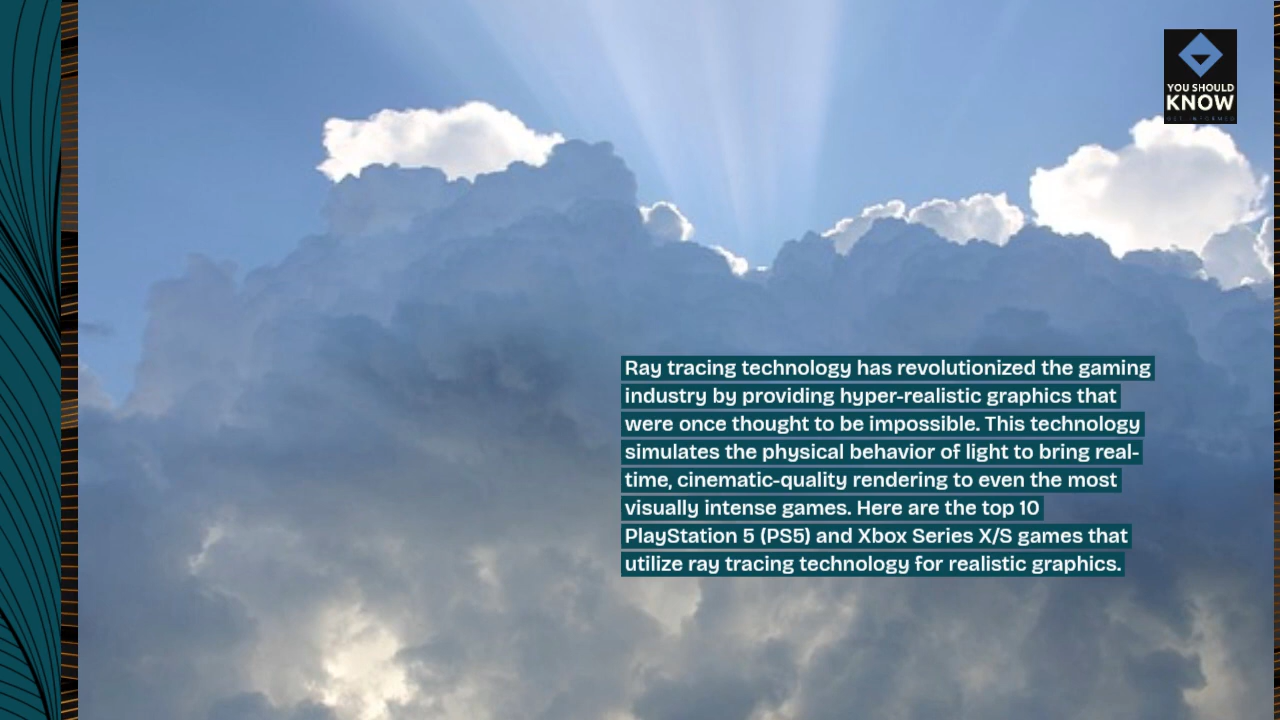 YOU SHOULD
KNOW
GET INFORMED
Ray tracing technology has revolutionized the gaming
industry by providing hyper-realistic graphics that
were once thought to be impossible. This technology
simulates the physical behavior of light to bring real-
time, cinematic-quality rendering to even the most
visually intense games. Here are the top 10
PlayStation 5 (PS5) and Xbox Series X/S games that
utilize ray tracing technology for realistic graphics.